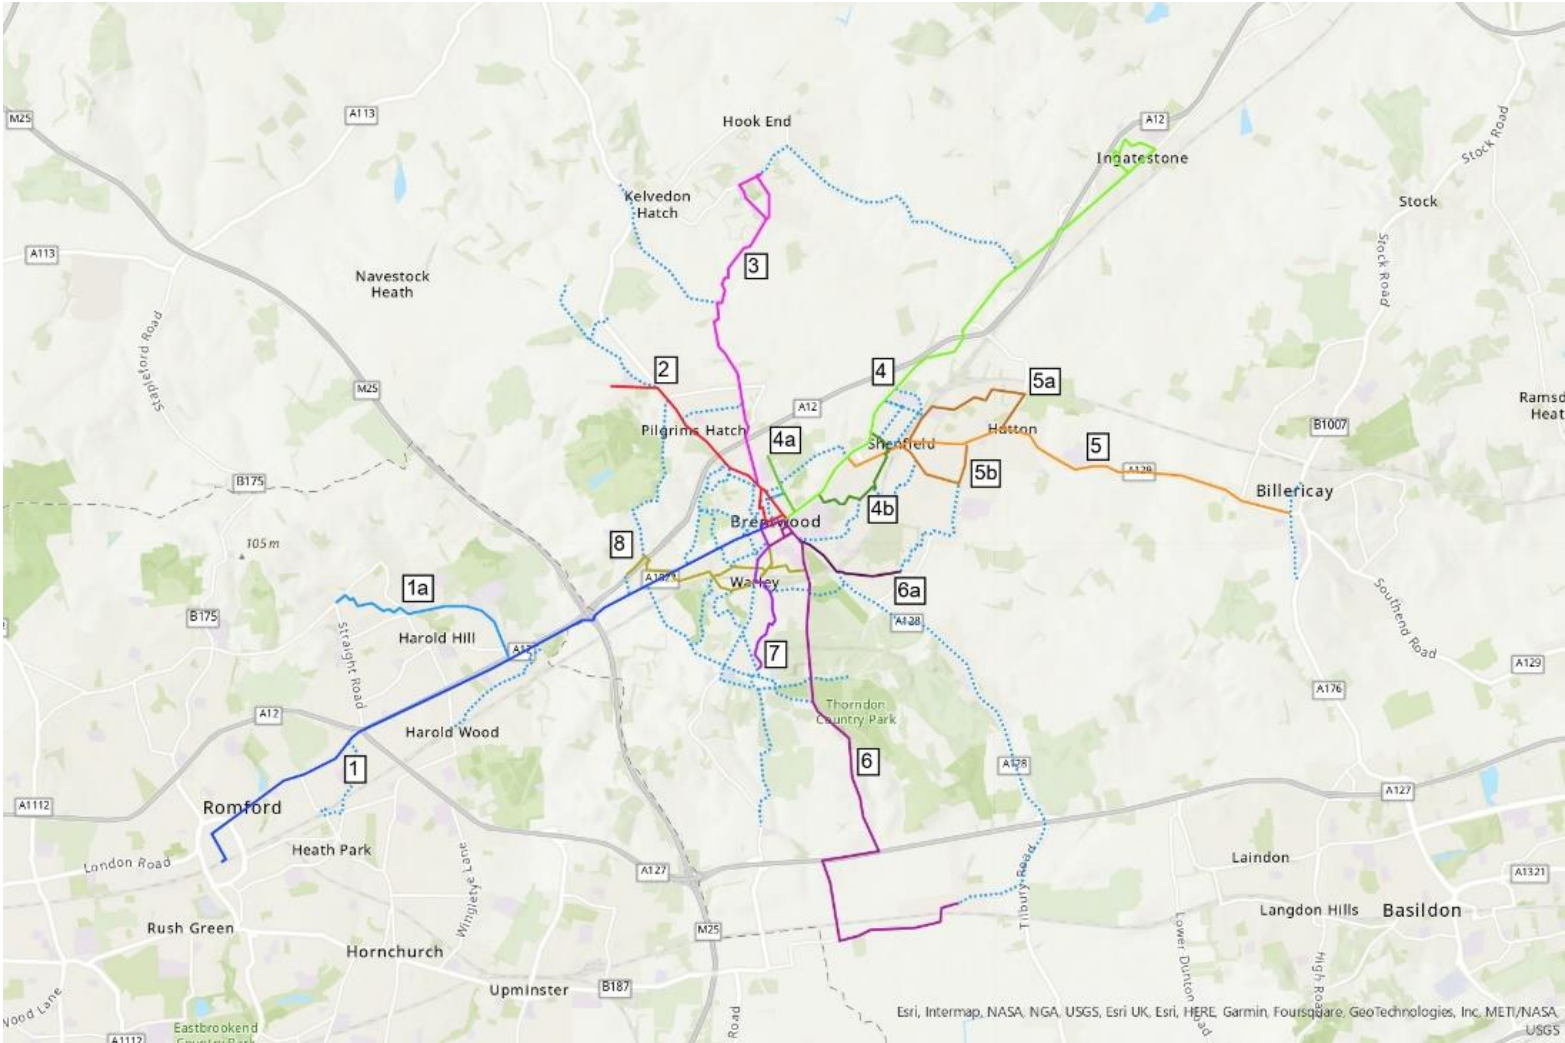 Hook End
A113
M25
A12
Ingatestone
Stock Road
Kelvedon
Hatch
Stock
A113
3
Navestock
Heath
Stock Road
Stapleford Road
2
4
5a
M25
A12
Pilgrims Hatch
4a
Shenfield
Hutton
B1007
5
A129
5b
B175
Billericay
4b
Brentwood
8
105 m
Warley
1a
6a
B175
A128
Harold Hill
Straight Road
Southend Road
7
A129
A176
Thorndon
Country Park
A12
Harold Wood
6
1
A128
A127
A1112
Romford
Heath Park
London Road
Laindon
A127
A1321
Wingletye Lane
Tilbury Road
Langdon Hills
Basildon
Rush Green
M25
Hornchurch
Lower Dunton Road
High Road
Upminster
B187
Wood Lane
Road
Esri, Intermap, NASA, NGA, USGS, Esri UK, Esri, HERE, Garmin, Foursquare, GeoTechnologies, Inc, METI/NASA
USGS
Eastbrookend
A1112